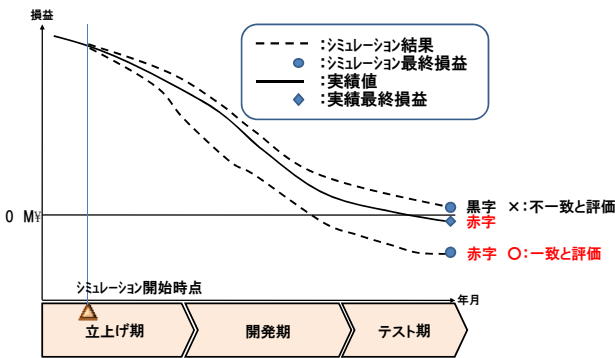 損益
:シミュレーション結果
:シミュレーション最終損益
:実績値
:実績最終損益
0 M¥
黒字 ×:不一致と評価
赤字
赤字 〇:一致と評価
シミュレーション開始時点
年月
立上げ期
開発期
テスト期